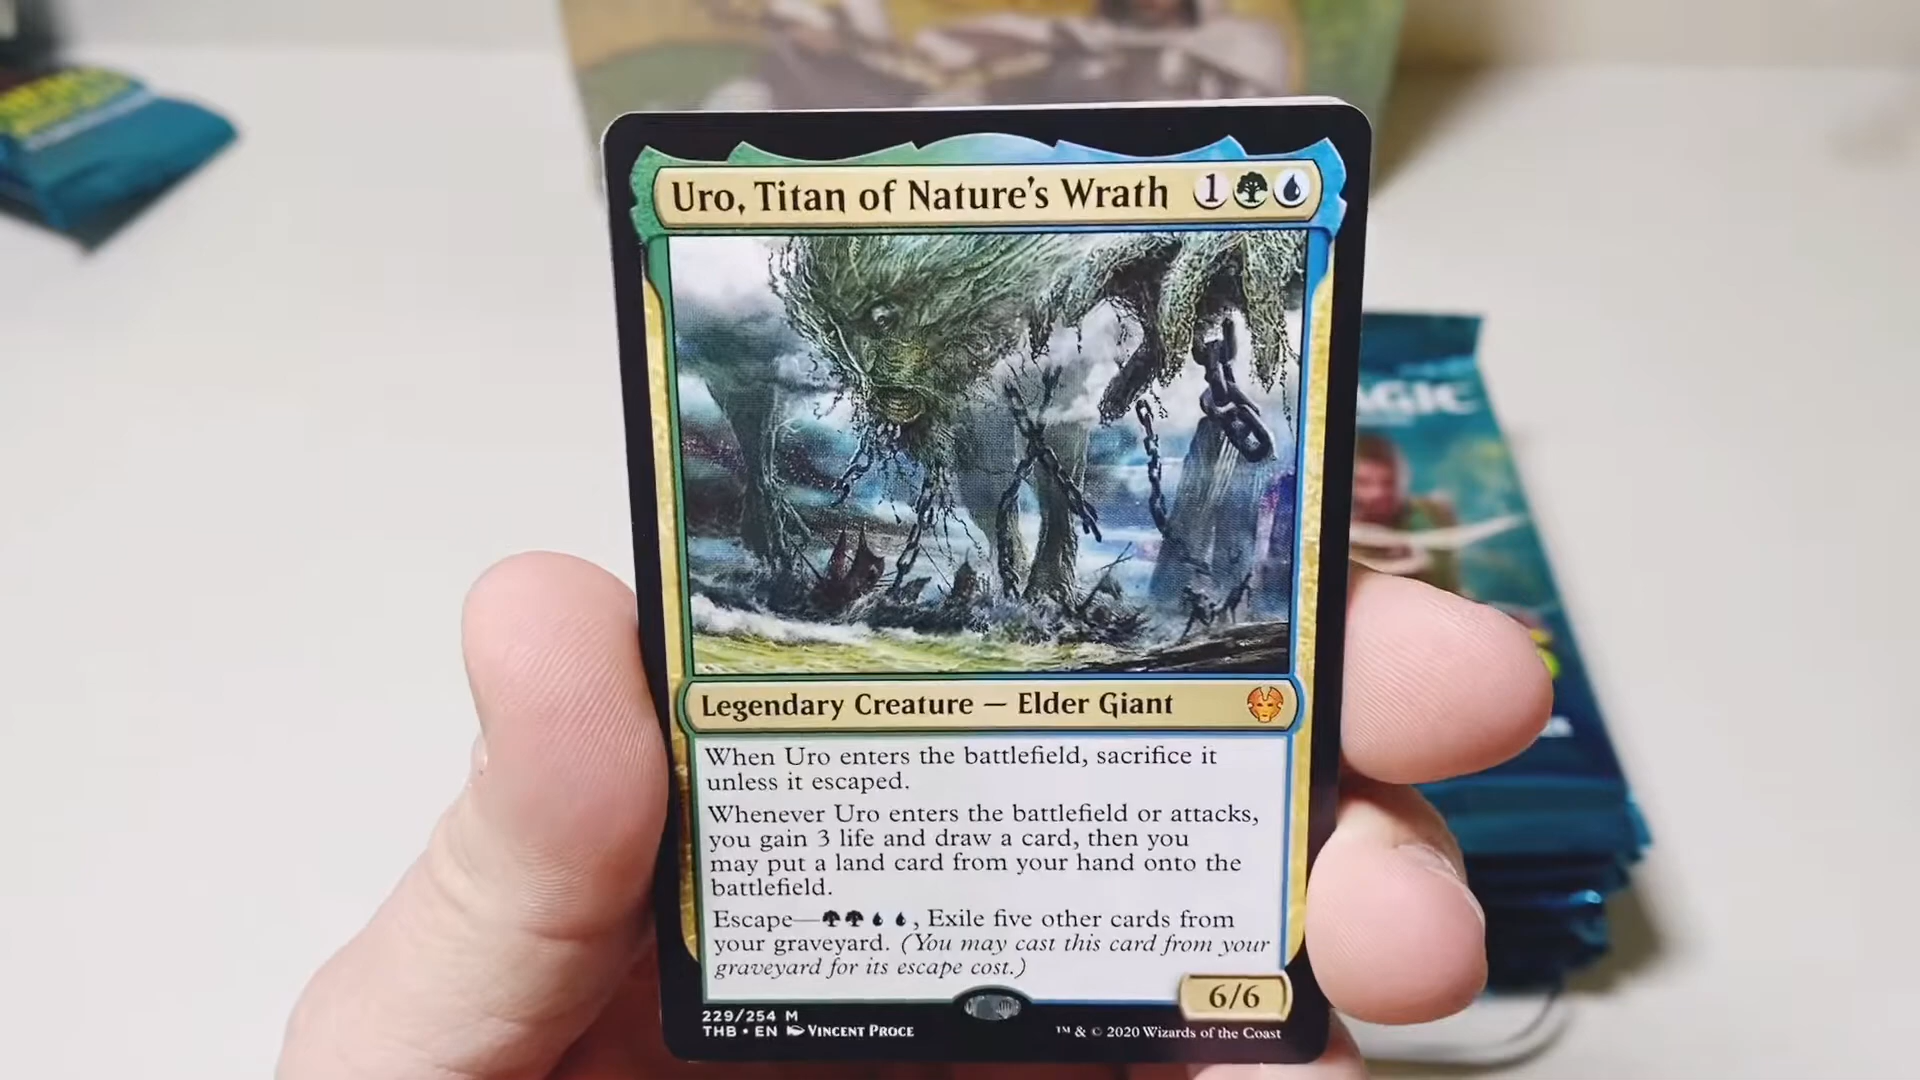 Uro, Titan of Nature's Wrath 1
Legendary Creature — Elder Giant
When Uro enters the battlefield, sacrifice it
unless it escaped.
Whenever Uro enters the battlefield or attacks,
you gain 3 life and draw a card, then you
may put a land card from your hand onto the
battlefield.
Escape—, Exile five other cards from
your graveyard. (You may cast this card from your
graveyard for its escape cost.)
6/6
229/254 M
THB • EN VINCENT PROCE
™ & © 2020 Wizards of the Coast